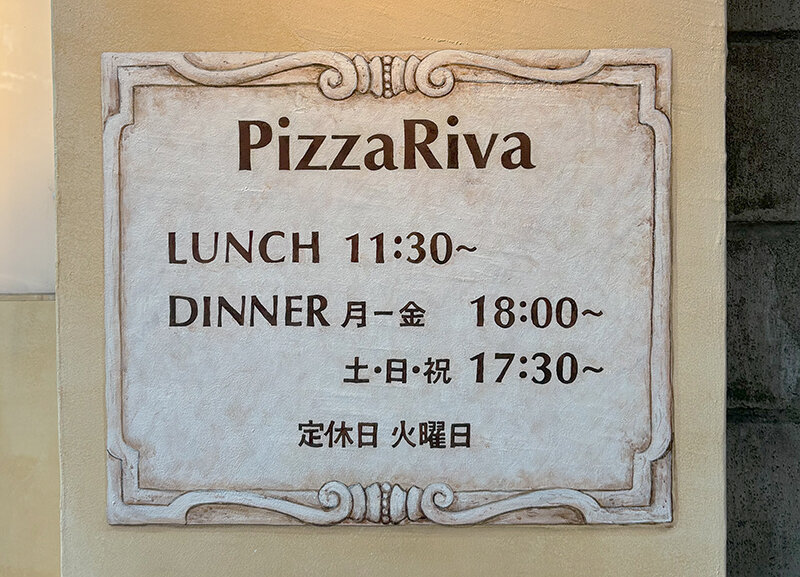 PizzaRiva
LUNCH 11:30~
DINNER 月ー金 18:00~
土・日・祝 17:30~
定休日 火曜日